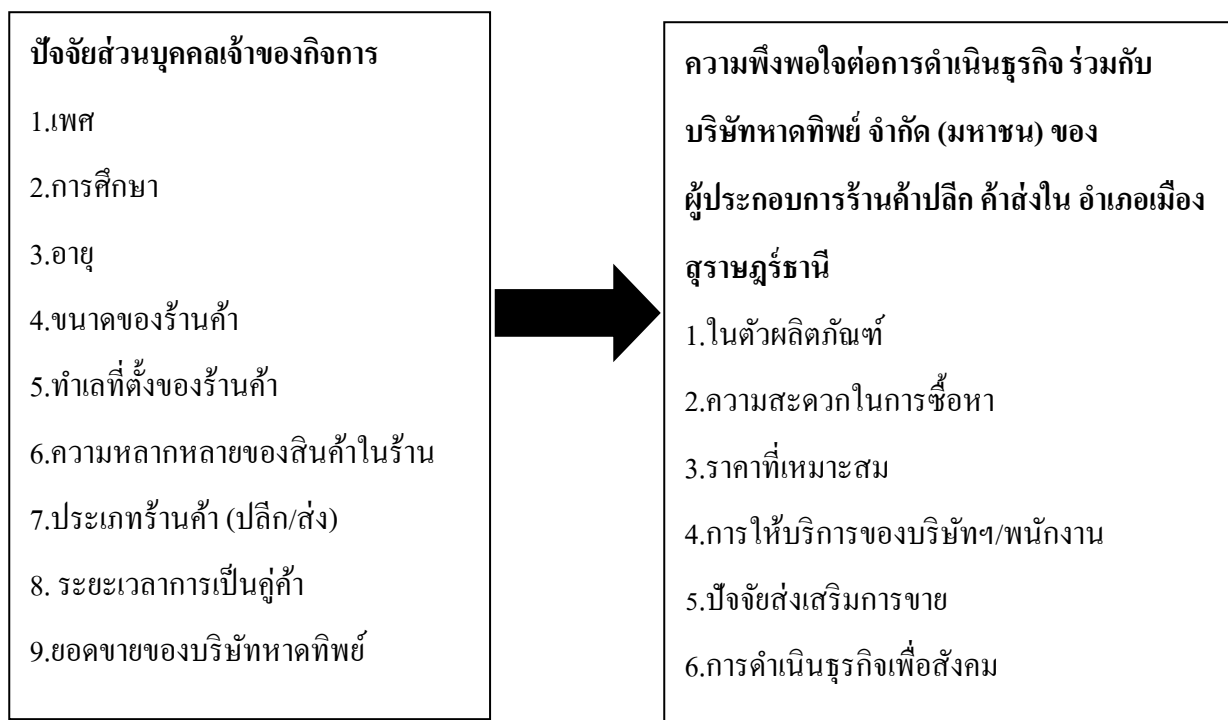 ปัจจัยส่วนบุคคลเจ้าของกิจการ
1.เพศ
2.การศึกษา
3.อายุ
4.ขนาดของร้านค้า
5.ทำเลที่ตั้งของร้านค้า
6.ความหลากหลายของสินค้าในร้าน
7.ประเภทร้านค้า (ปลีก/ส่ง)
8. ระยะเวลาการเป็นคู่ค้า
9.ยอดขายของบริษัทหาดทิพย์
ความพึงพอใจต่อการดำเนินธุรกิจ ร่วมกับ
บริษัทหาดทิพย์ จำกัด (มหาชน) ของ
ผู้ประกอบการร้านค้าปลีก ค้าส่งใน อำเภอเมือง
สุราษฎร์ธานี
1.ในตัวผลิตภัณฑ์
2.ความสะดวกในการซื้อหา
3.ราคาที่เหมาะสม
4.การให้บริการของบริษัทฯ/พนักงาน
5.ปัจจัยส่งเสริมการขาย
6.การดำเนินธุรกิจเพื่อสังคม